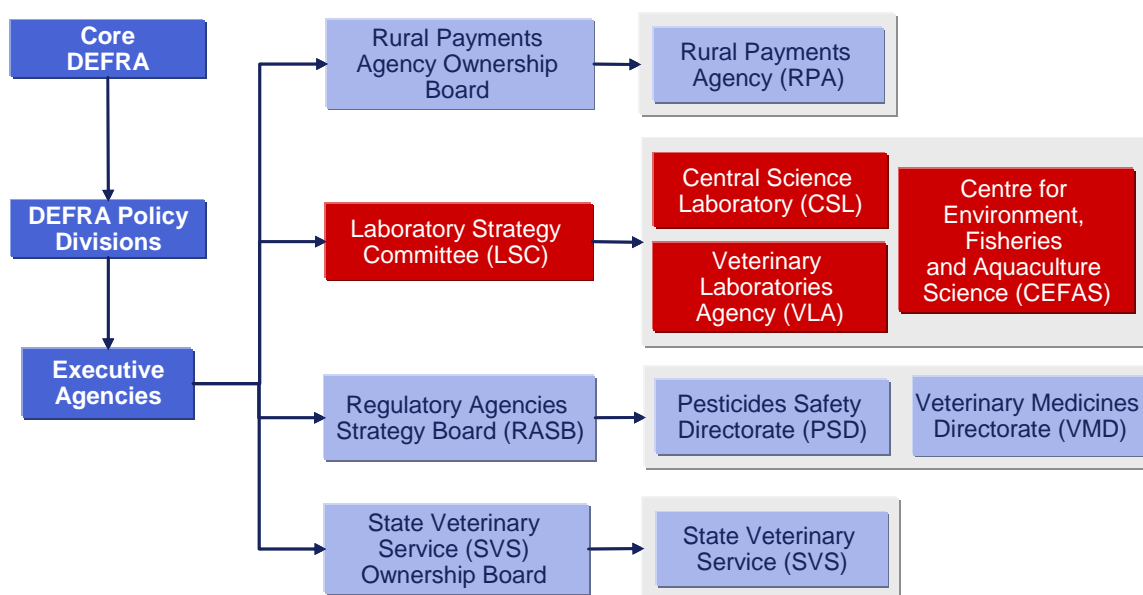 Core
DEFRA
DEFRA Policy
Divisions
Executive
Agencies
Rural Payments
Agency Ownership
Board
Rural Payments
Agency (RPA)
Laboratory Strategy
Committee (LSC)
Central Science
Laboratory (CSL)
Veterinary
Laboratories
Agency (VLA)
Centre for
Environment,
Fisheries
and Aquaculture
Science (CEFAS)
Regulatory Agencies
Strategy Board (RASB)
Pesticides Safety
Directorate (PSD)
Veterinary Medicines
Directorate (VMD)
State Veterinary
Service (SVS)
Ownership Board
State Veterinary
Service (SVS)